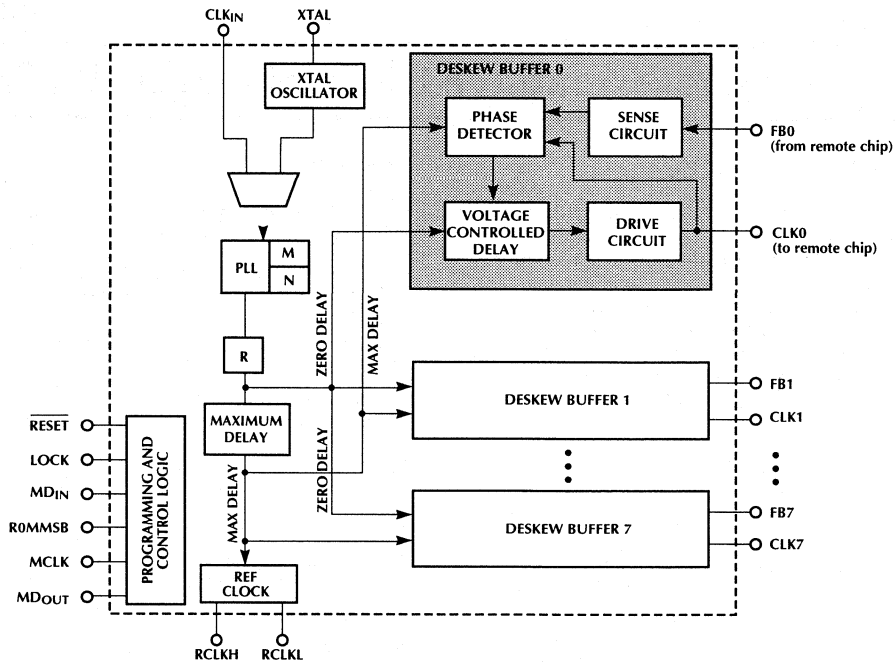 CLKIN
XTAL
XTAL
OSCILLATOR
DESKEW BUFFER 0
PHASE
DETECTOR
SENSE
CIRCUIT
FB0
(from remote chip)
VOLTAGE
CONTROLLED
DELAY
DRIVE
CIRCUIT
CLK0
(to remote chip)
PLL
M
N
R
ZERO DELAY
MAX DELAY
MAXIMUM
DELAY
DESKEW BUFFER 1
FB1
CLK1
RESET
LOCK
MDIN
R0MMSB
MCLK
MDOUT
PROGRAMMING AND
CONTROL LOGIC
MAX DELAY
ZERO DELAY
DESKEW BUFFER 7
FB7
CLK7
REF
CLOCK
RCLKH
RCLKL